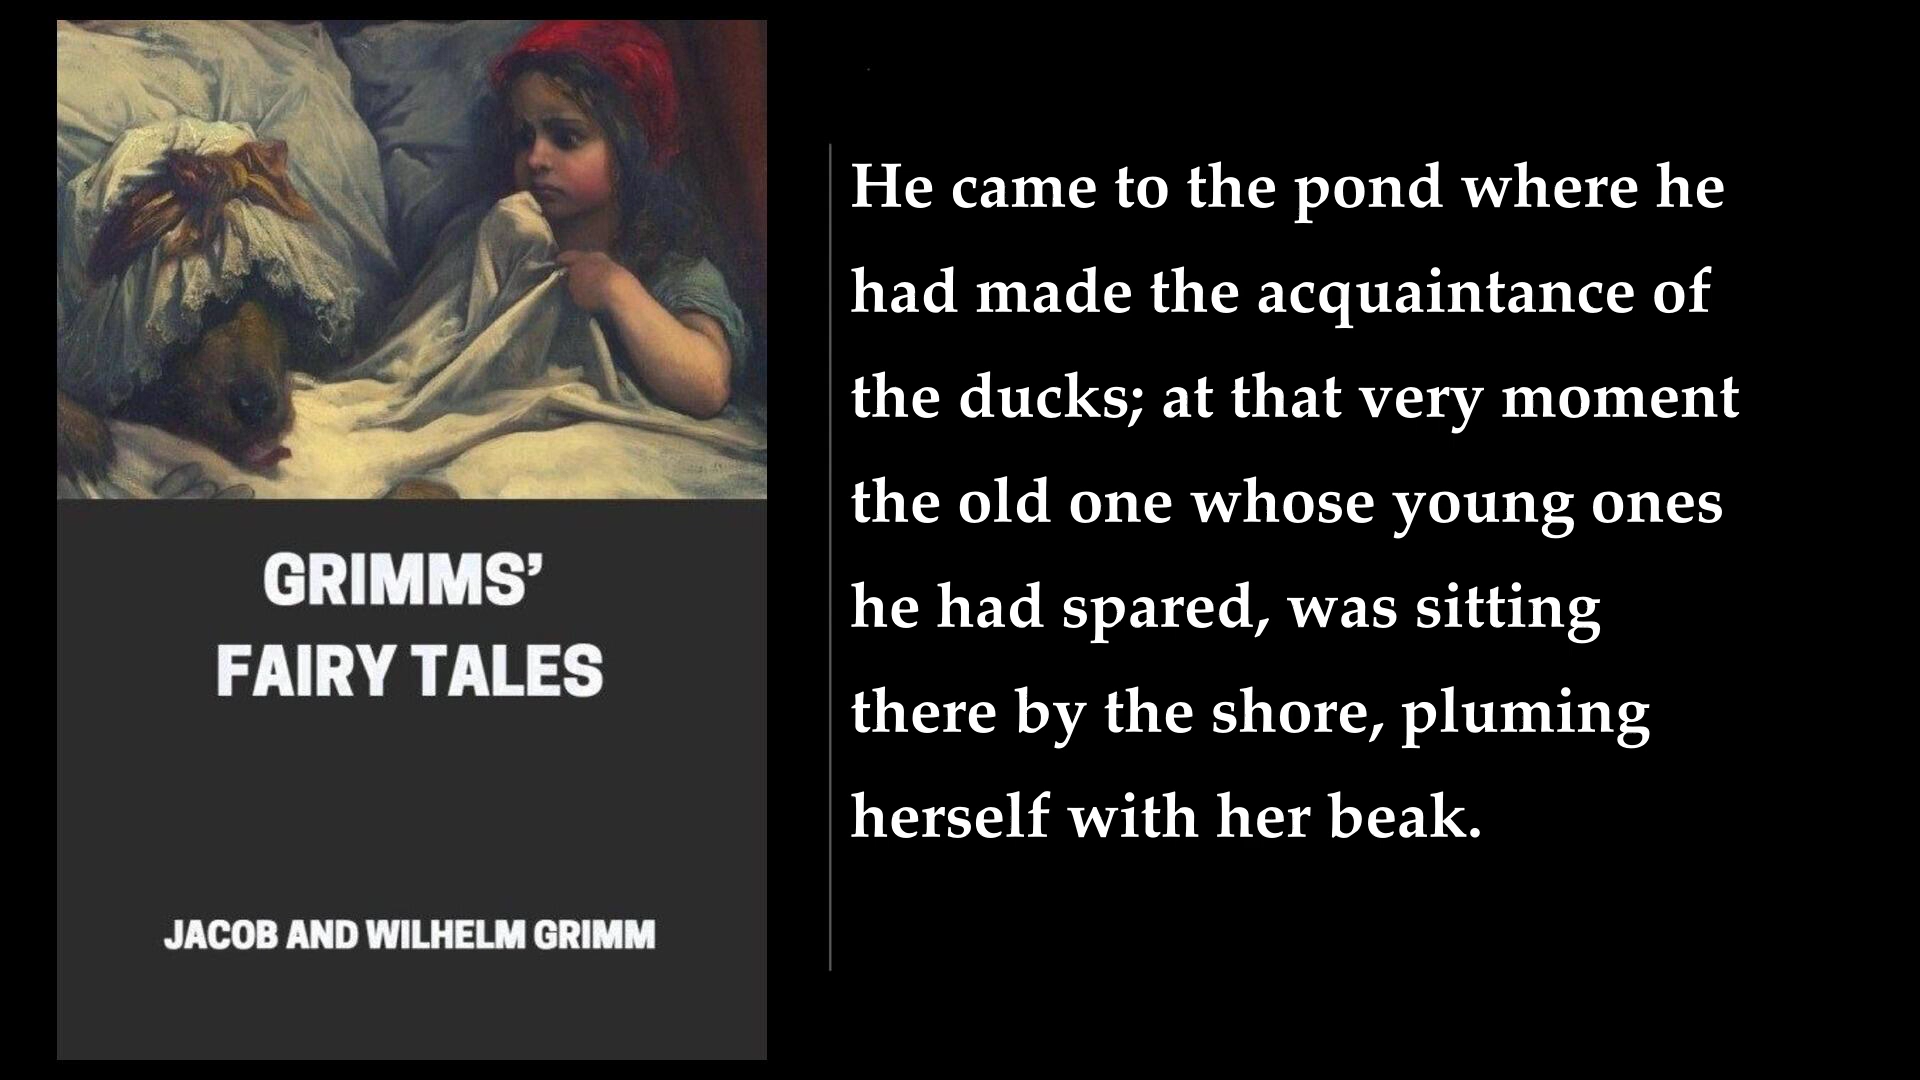 GRIMMS’
FAIRY TALES
JACOB AND WILHELM GRIMM
He came to the pond where he
had made the acquaintance of
the ducks; at that very moment
the old one whose young ones
he had spared, was sitting
there by the shore, pluming
herself with her beak.